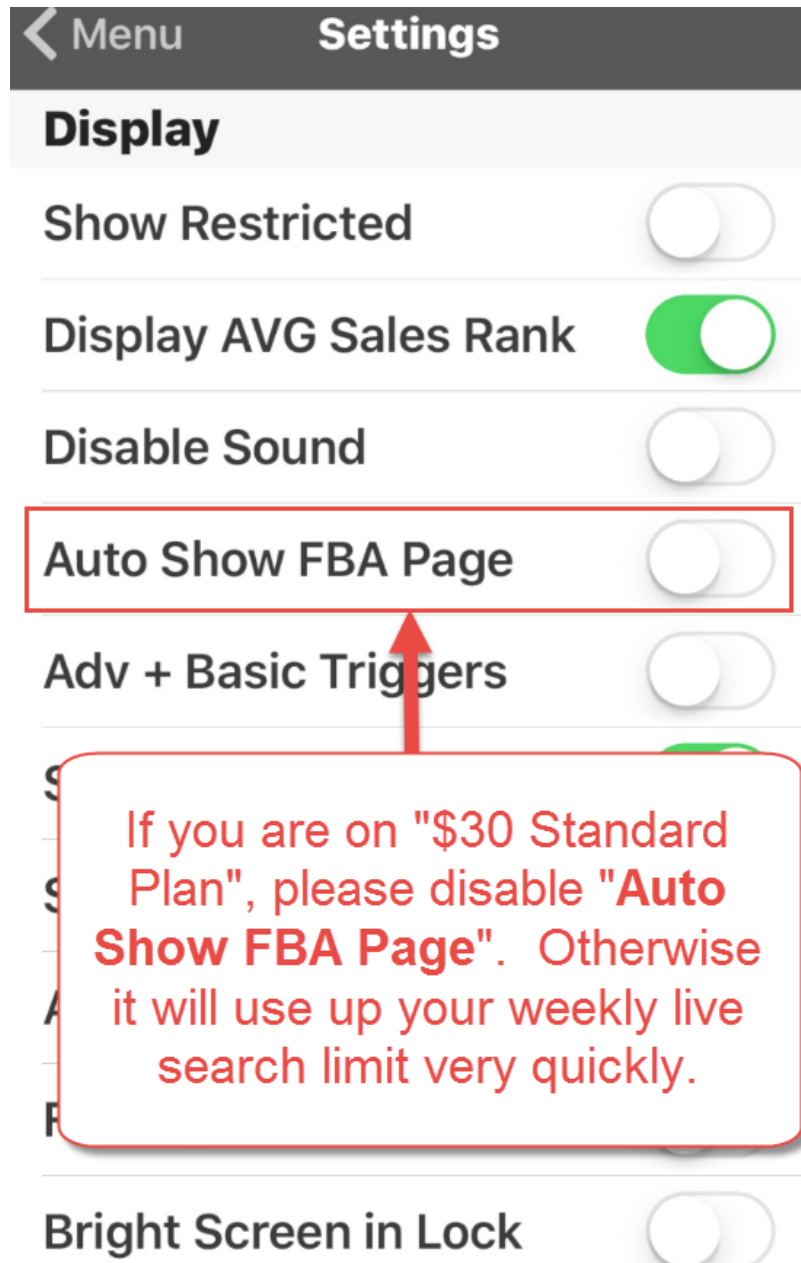 Menu Settings
Display
Show Restricted
Display AVG Sales Rank
Disable Sound
Auto Show FBA Page
Adv + Basic Triggers
If you are on "$30 Standard
Plan", please disable "Auto
Show FBA Page".  Otherwise
it will use up your weekly live
search limit very quickly.
Bright Screen in Lock